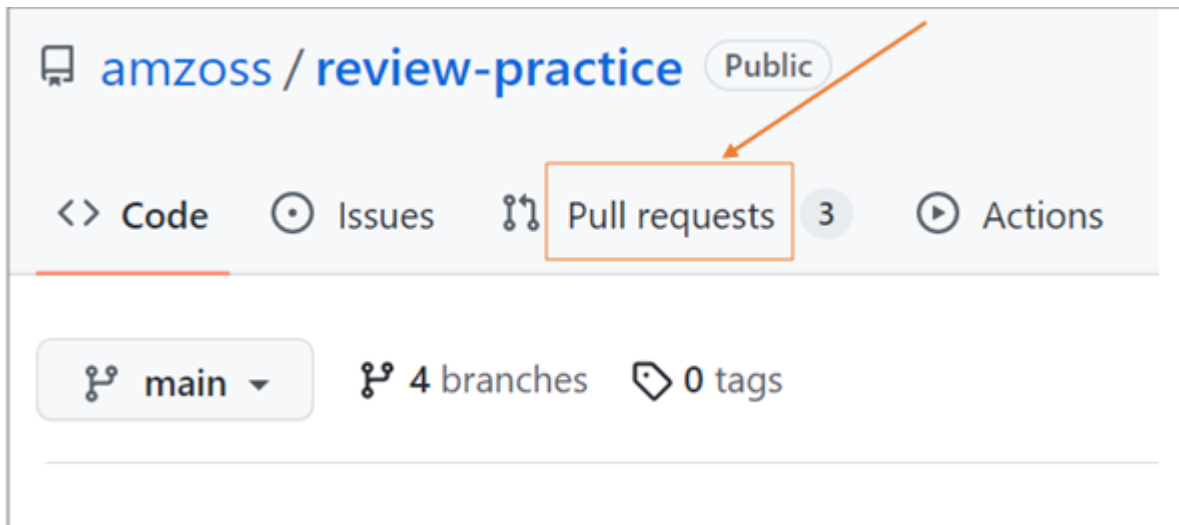 amzoss / review-practice Public
<> Code Issues Pull requests 3 Actions
main 4 branches 0 tags